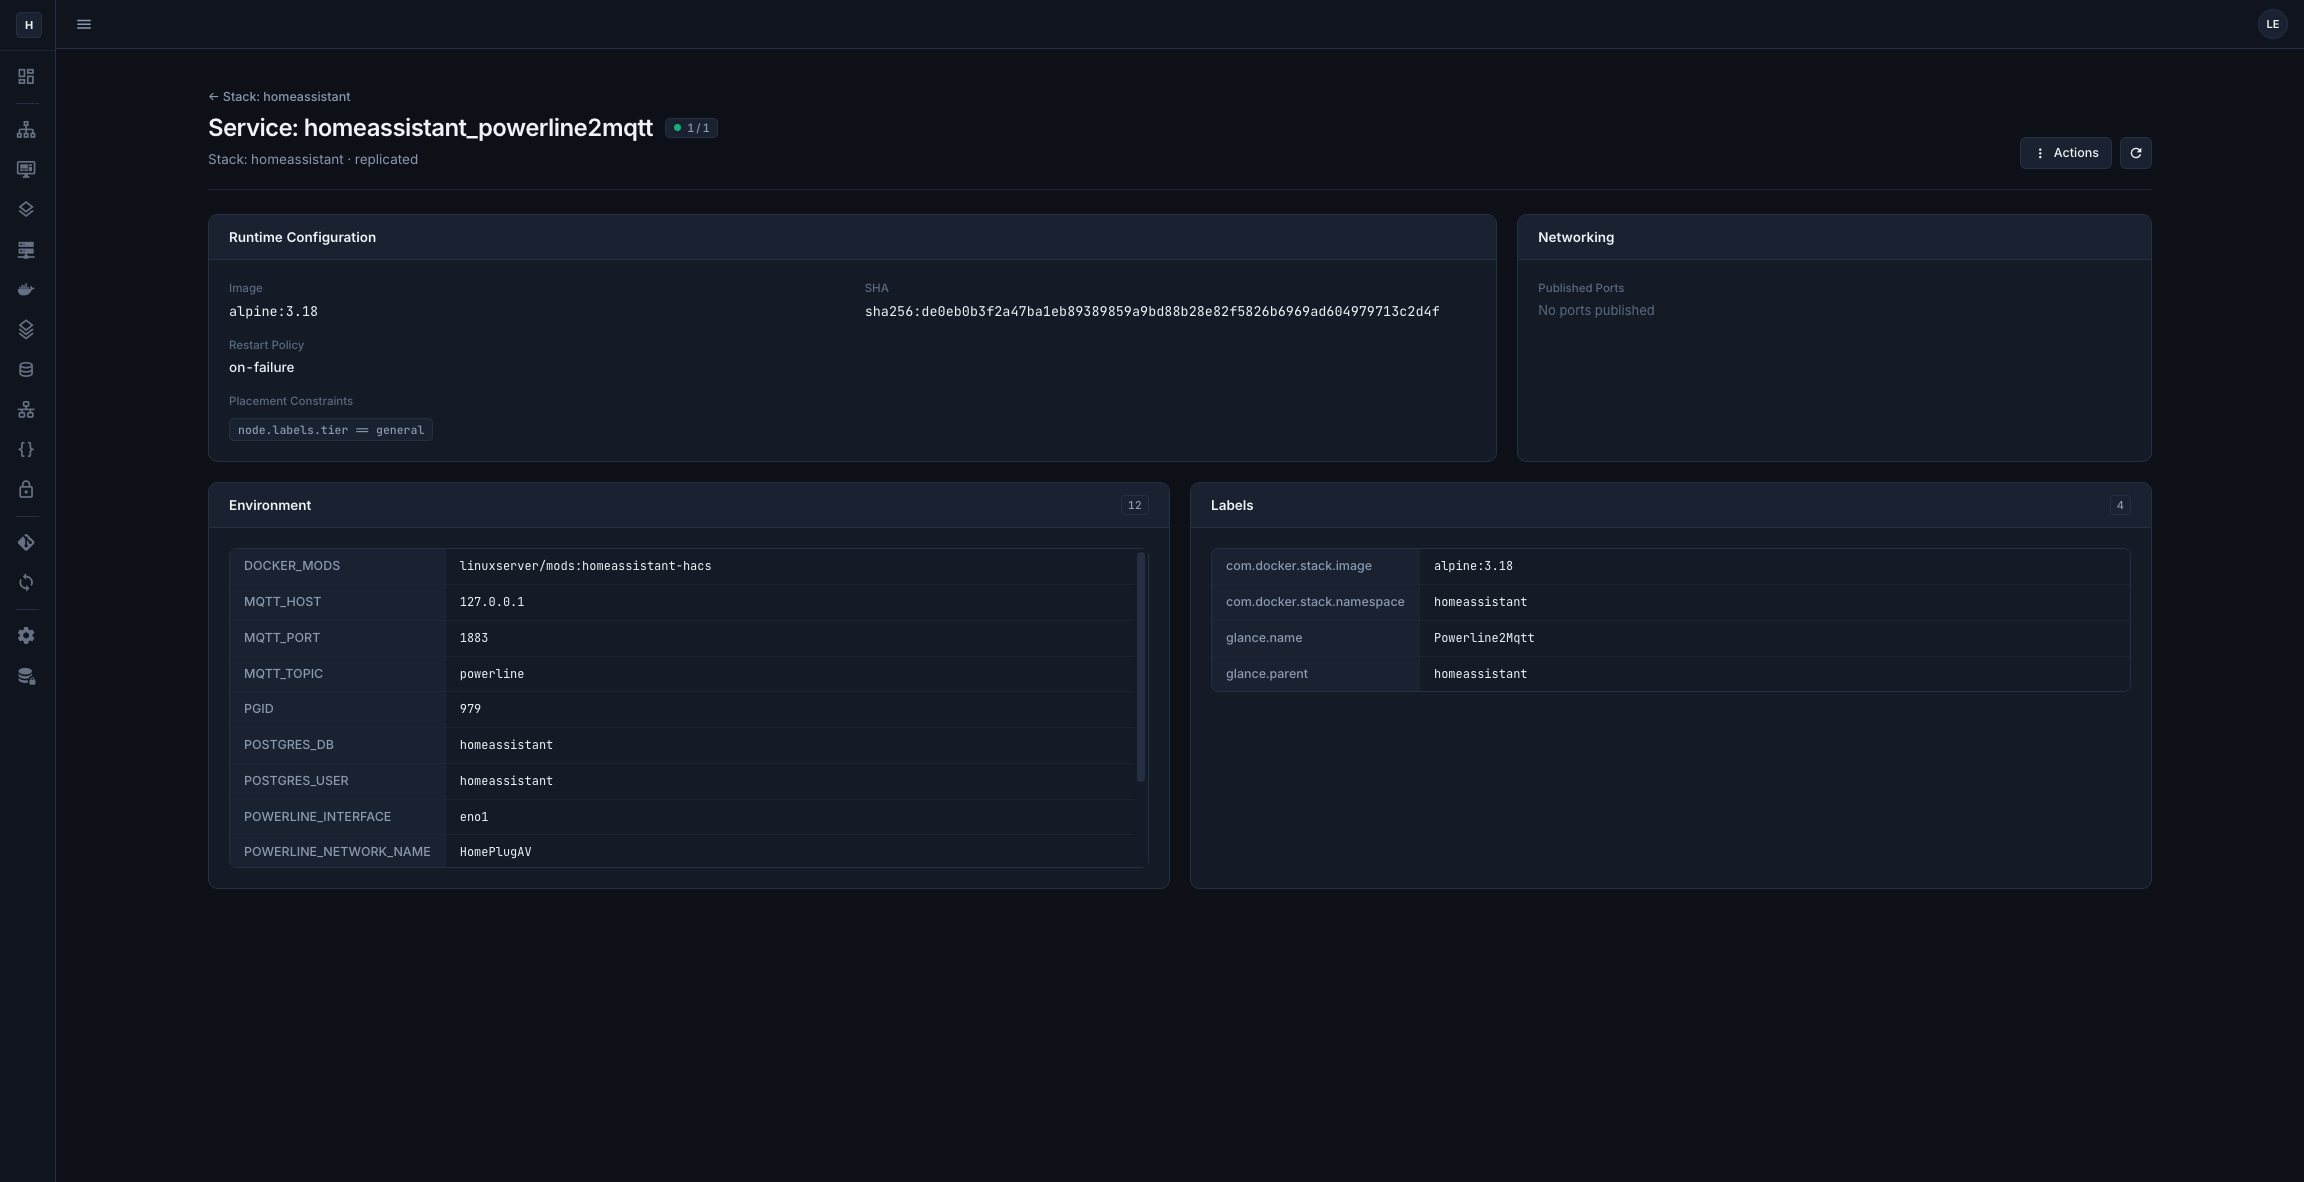 H
LE
← Stack: homeassistant
Service: homeassistant_powerline2mqtt
1 / 1
Stack: homeassistant · replicated
Actions
Runtime Configuration
Image
alpine:3.18
SHA
sha256:de0eb0b3f2a47ba1eb89389859a9bd88b28e82f5826b6969ad604979713c2d4f
Restart Policy
on-failure
Placement Constraints
node.labels.tier == general
Networking
Published Ports
No ports published
Environment
12
DOCKER_MODS linuxserver/mods:homeassistant-hacs
MQTT_HOST 127.0.0.1
MQTT_PORT 1883
MQTT_TOPIC powerline
PGID 979
POSTGRES_DB homeassistant
POSTGRES_USER homeassistant
POWERLINE_INTERFACE eno1
POWERLINE_NETWORK_NAME HomePlugAV
Labels
4
com.docker.stack.image alpine:3.18
com.docker.stack.namespace homeassistant
glance.name Powerline2Mqtt
glance.parent homeassistant